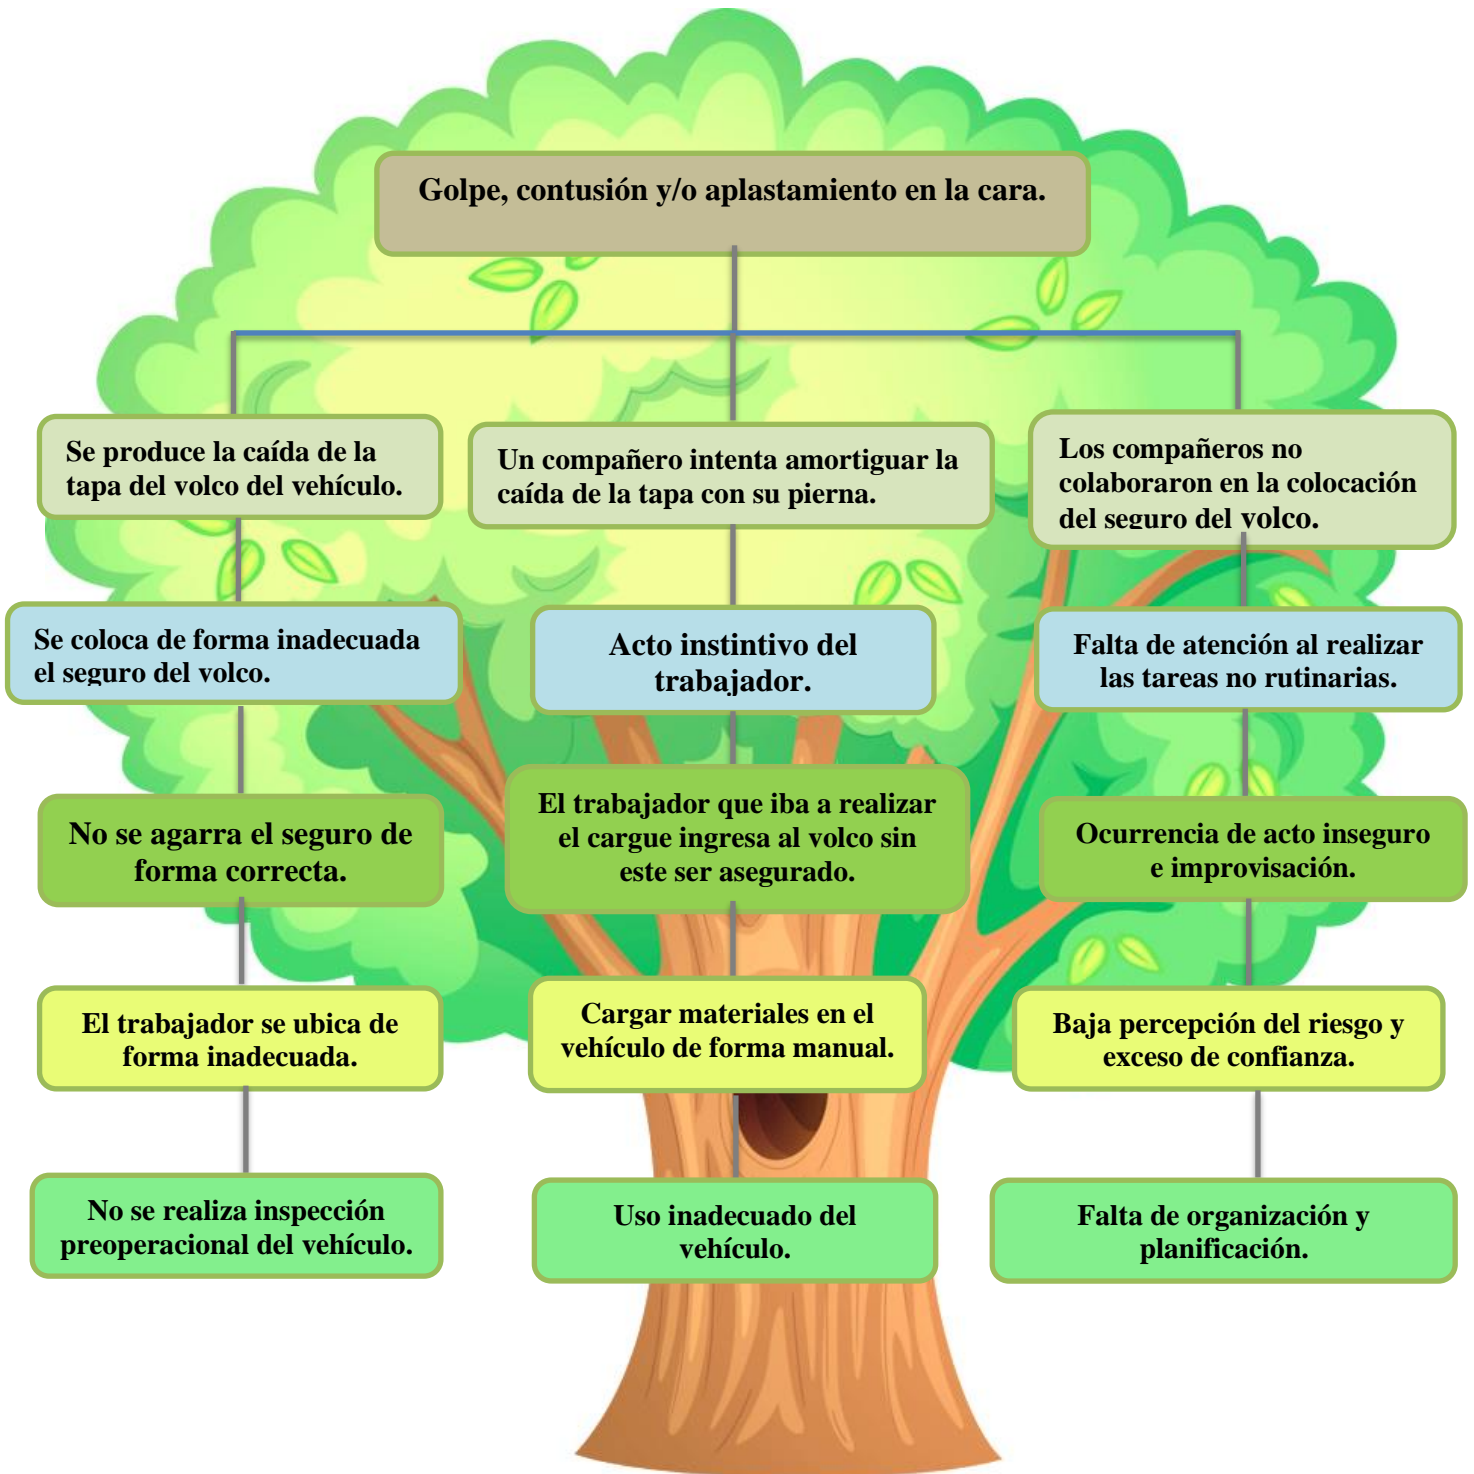 Golpe, contusión y/o aplastamiento en la cara.
Se produce la caída de la
tapa del volco del vehículo.
Un compañero intenta amortiguar la
caída de la tapa con su pierna.
Los compañeros no
colaboraron en la colocación
del seguro del volco.
Se coloca de forma inadecuada
el seguro del volco.
Acto instintivo del
trabajador.
Falta de atención al realizar
las tareas no rutinarias.
No se agarra el seguro de
forma correcta.
El trabajador que iba a realizar
el cargue ingresa al volco sin
este ser asegurado.
Ocurrencia de acto inseguro
e improvisación.
El trabajador se ubica de
forma inadecuada.
Cargar materiales en el
vehículo de forma manual.
Baja percepción del riesgo y
exceso de confianza.
No se realiza inspección
preoperacional del vehículo.
Uso inadecuado del
vehículo.
Falta de organización y
planificación.